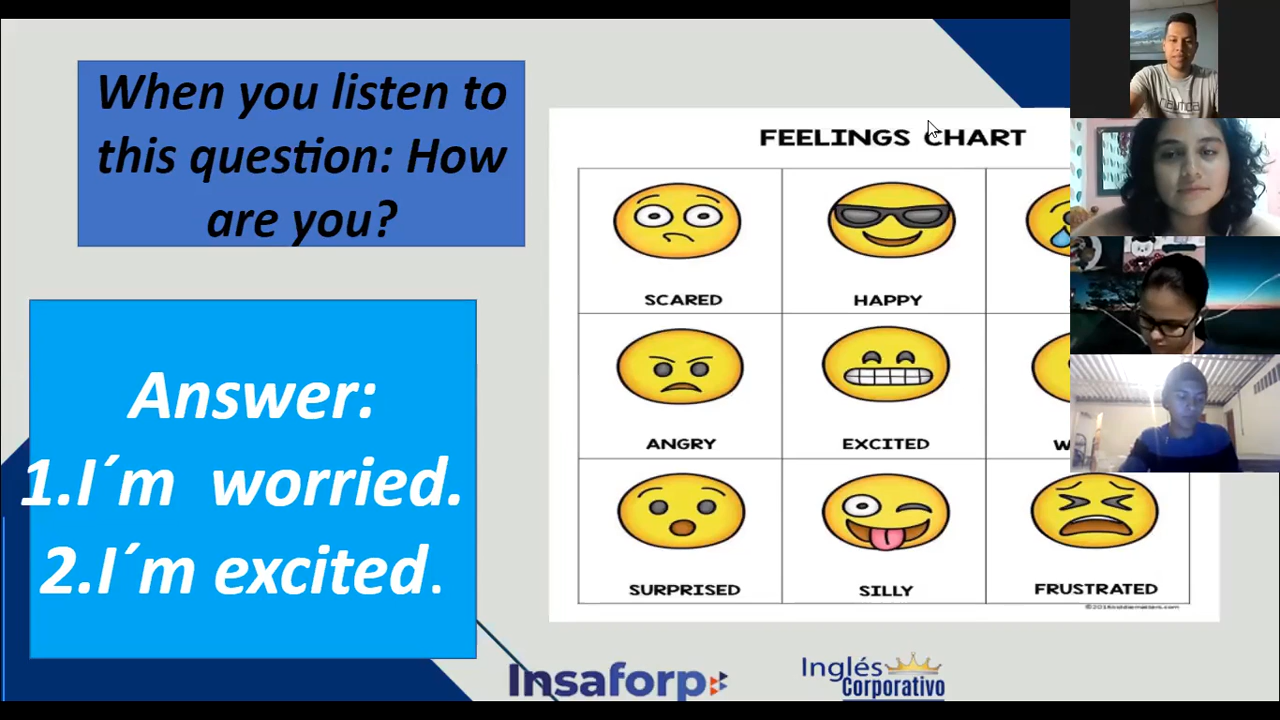 When you listen to
this question: How
are you?
Answer:
1.I´m worried.
2.I´m excited.
FEELINGS CHART
SCARED
HAPPY
ANGRY
EXCITED
W
SURPRISED
SILLY
FRUSTRATED
Insaforp
Inglés
Corporativo
nautica